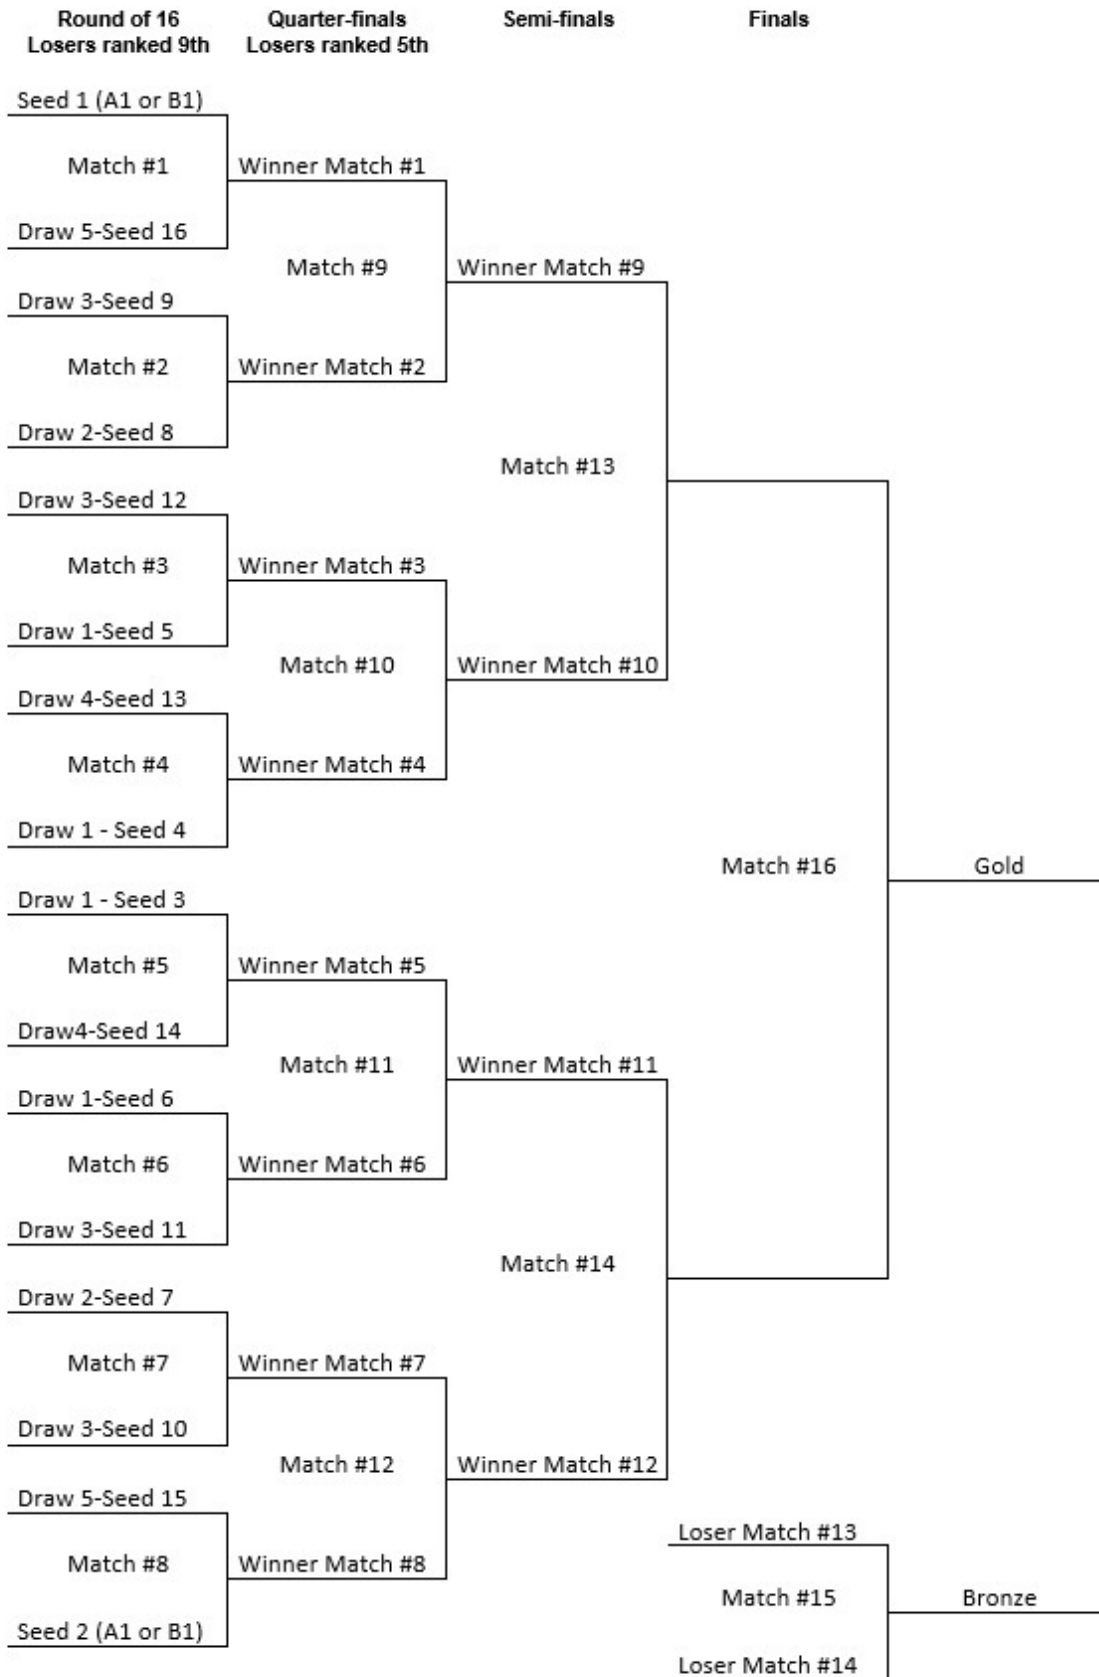 Round of 16
Losers ranked 9th
Quarter-finals
Losers ranked 5th
Semi-finals
Finals
Seed 1 (A1 or B1)
Match #1
Winner Match #1
Draw 5-Seed 16
Match #9
Winner Match #9
Draw 3-Seed 9
Match #2
Winner Match #2
Draw 2-Seed 8
Match #13
Draw 3-Seed 12
Match #3
Winner Match #3
Draw 1-Seed 5
Match #10
Winner Match #10
Draw 4-Seed 13
Match #4
Winner Match #4
Draw 1 - Seed 4
Match #16
Gold
Draw 1 - Seed 3
Match #5
Winner Match #5
Draw4-Seed 14
Match #11
Winner Match #11
Draw 1-Seed 6
Match #6
Winner Match #6
Draw 3-Seed 11
Match #14
Draw 2-Seed 7
Match #7
Winner Match #7
Draw 3-Seed 10
Match #12
Winner Match #12
Draw 5-Seed 15
Loser Match #13
Match #8
Winner Match #8
Match #15
Bronze
Seed 2 (A1 or B1)
Loser Match #14